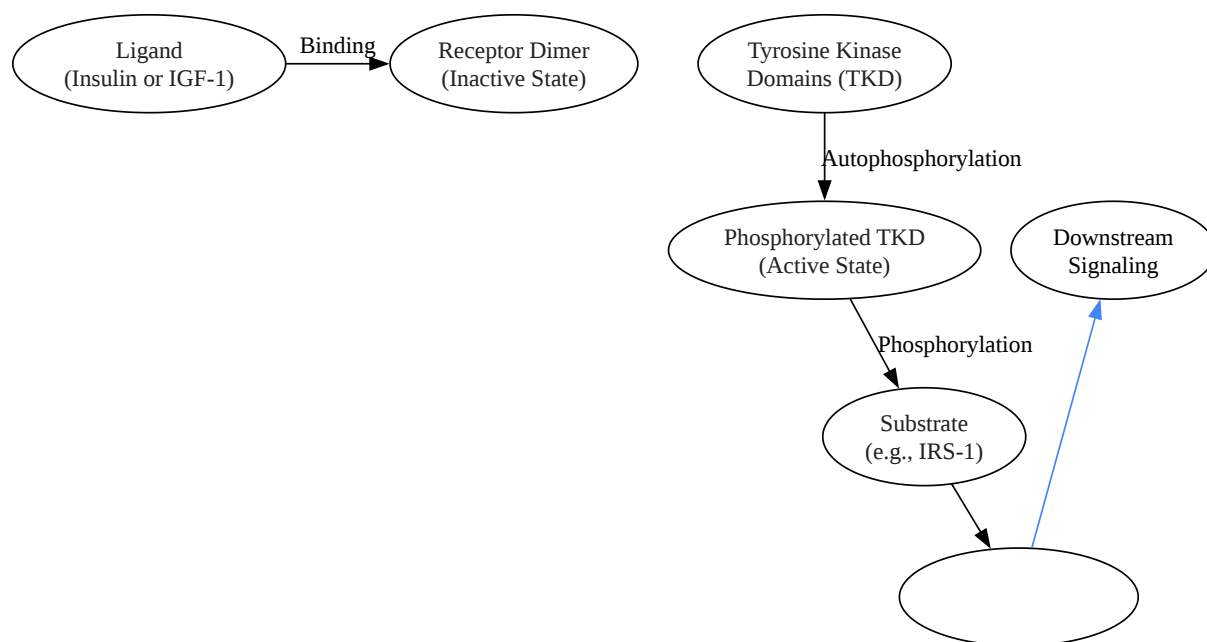 Ligand
(Insulin or IGF-1)
Binding
Receptor Dimer
(Inactive State)
Tyrosine Kinase
Domains (TKD)
Autophosphorylation
Phosphorylated TKD
(Active State)
Downstream
Signaling
Phosphorylation
Substrate
(e.g., IRS-1)